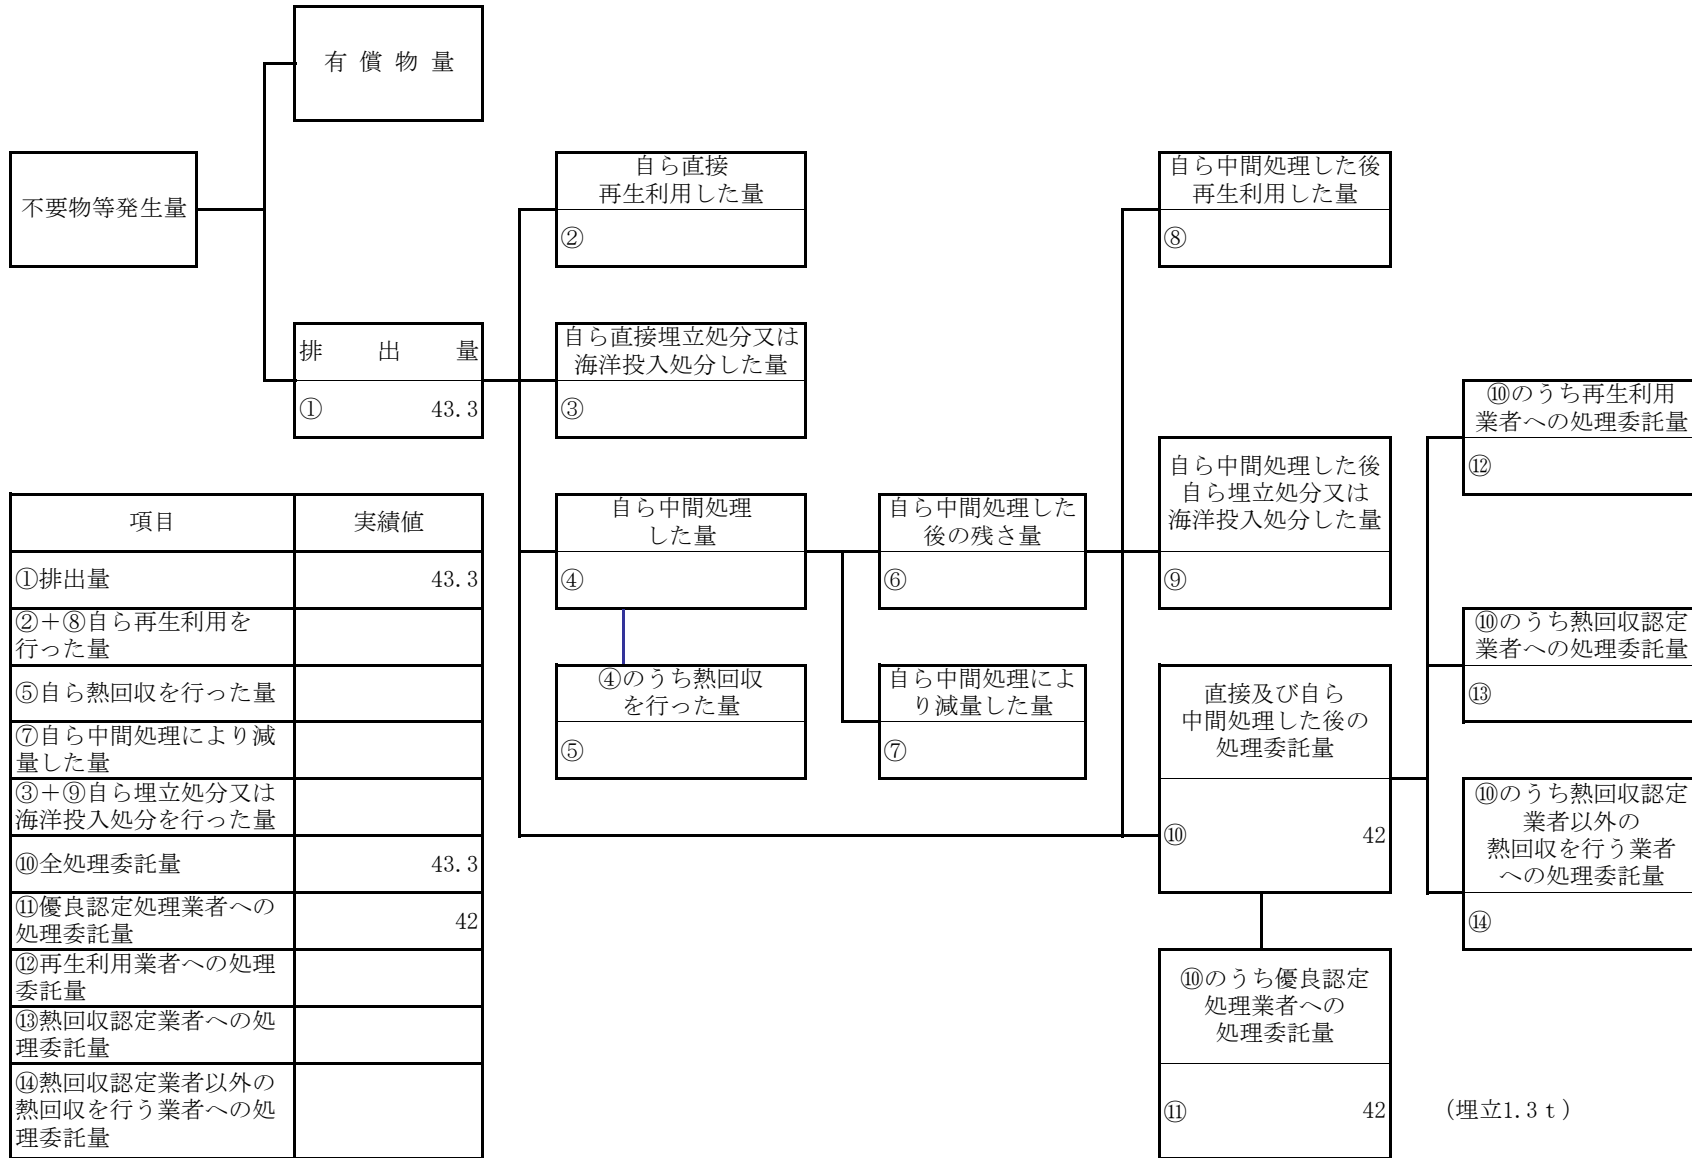 有 償 物 量
不要物等発生量
排 出 量
① 43.3
自ら直接
再生利用した量
②
自ら直接埋立処分又は
海洋投入処分した量
③
自ら中間処理
した量
④
④のうち熱回収
を行った量
⑤
自ら中間処理した
後の残さ量
⑥
自ら中間処理によ
り減量した量
⑦
自ら中間処理した後
再生利用した量
⑧
自ら中間処理した後
自ら埋立処分又は
海洋投入処分した量
⑨
直接及び自ら
中間処理した後の
処理委託量
⑩ 42
⑩のうち優良認定
処理業者への
処理委託量
⑪ 42
(埋立1.3ｔ)
⑩のうち再生利用
業者への処理委託量
⑫
⑩のうち熱回収認定
業者への処理委託量
⑬
⑩のうち熱回収認定
業者以外の
熱回収を行う業者
への処理委託量
⑭
項目 実績値
①排出量 43.3
②＋⑧自ら再生利用を
行った量
⑤自ら熱回収を行った量
⑦自ら中間処理により減
量した量
③＋⑨自ら埋立処分又は
海洋投入処分を行った量
⑩全処理委託量 43.3
⑪優良認定処理業者への
処理委託量 42
⑫再生利用業者への処理
委託量
⑬熱回収認定業者への処
理委託量
⑭熱回収認定業者以外の
熱回収を行う業者への処
理委託量